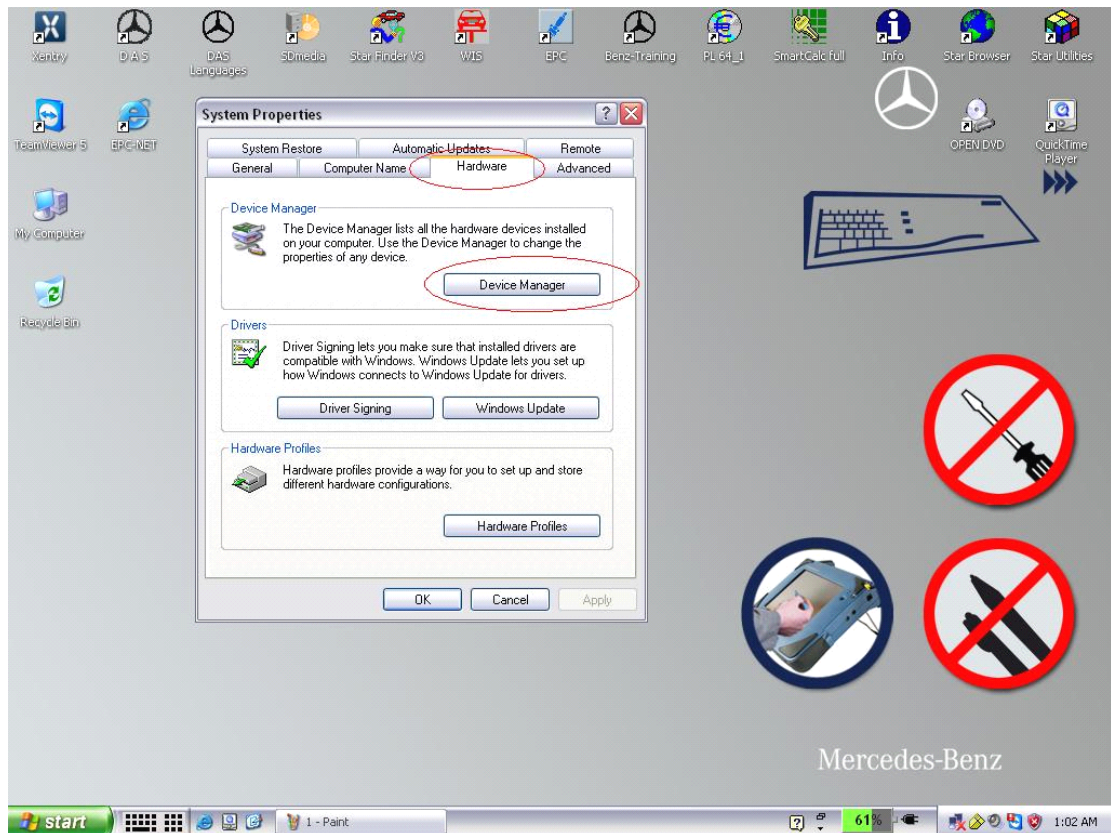 Xentry
D A S
DAS
Languages
SDmedia
Star Finder V3
WIS
EPC
Benz-Training
PL 64_1
SmartCalc full
Info
Star Browser
Star Utilities
TeamViewer 5
EPC-NET
OPEN DVD
QuickTime
Player
My Computer
Recycle Bin
System Properties
System Restore
Automatic Updates
Remote
General
Computer Name
Hardware
Advanced
Device Manager
The Device Manager lists all the hardware devices installed
on your computer. Use the Device Manager to change the
properties of any device.
Device Manager
Drivers
Driver Signing lets you make sure that installed drivers are
compatible with Windows. Windows Update lets you set up
how Windows connects to Windows Update for drivers.
Driver Signing
Windows Update
Hardware Profiles
Hardware profiles provide a way for you to set up and store
different hardware configurations.
Hardware Profiles
OK
Cancel
Apply
Mercedes-Benz
start
1 - Paint
61%
1:02 AM